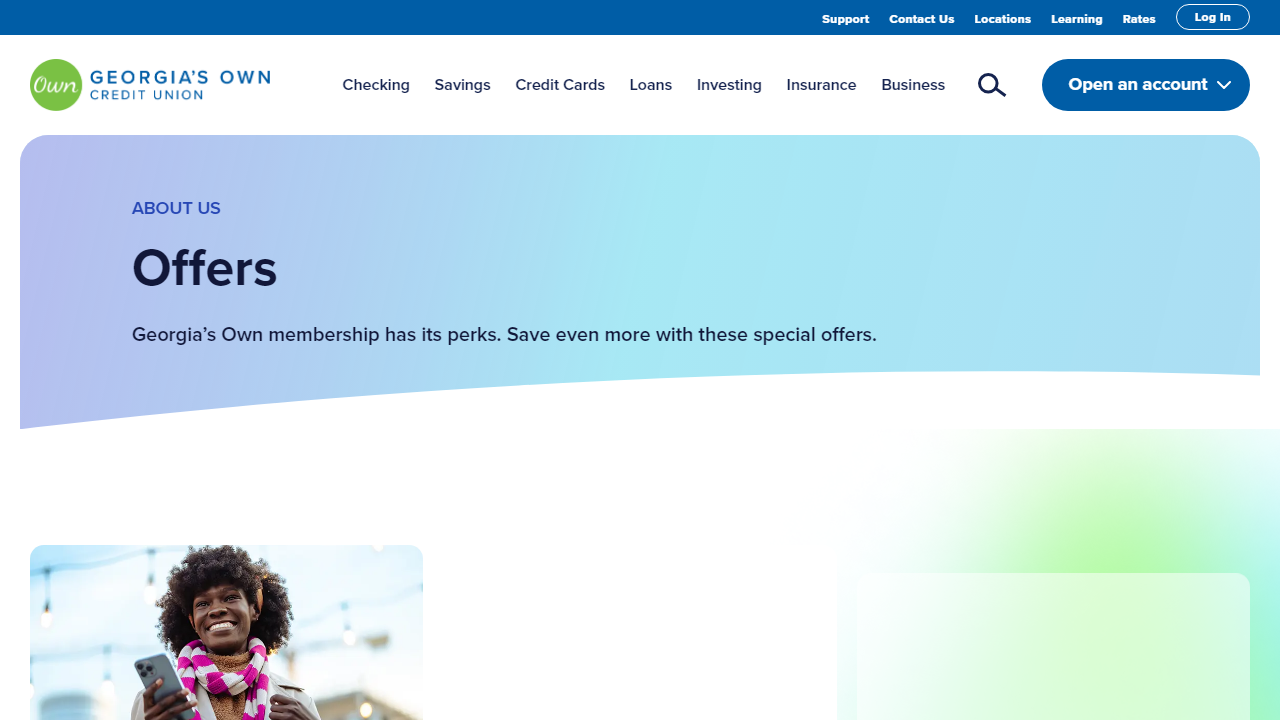 Support Contact Us Locations Learning Rates Log In
Own GEORGIA'S OWN
CREDIT UNION
Checking Savings Credit Cards Loans Investing Insurance Business Open an account
ABOUT US
Offers
Georgia’s Own membership has its perks. Save even more with these special offers.